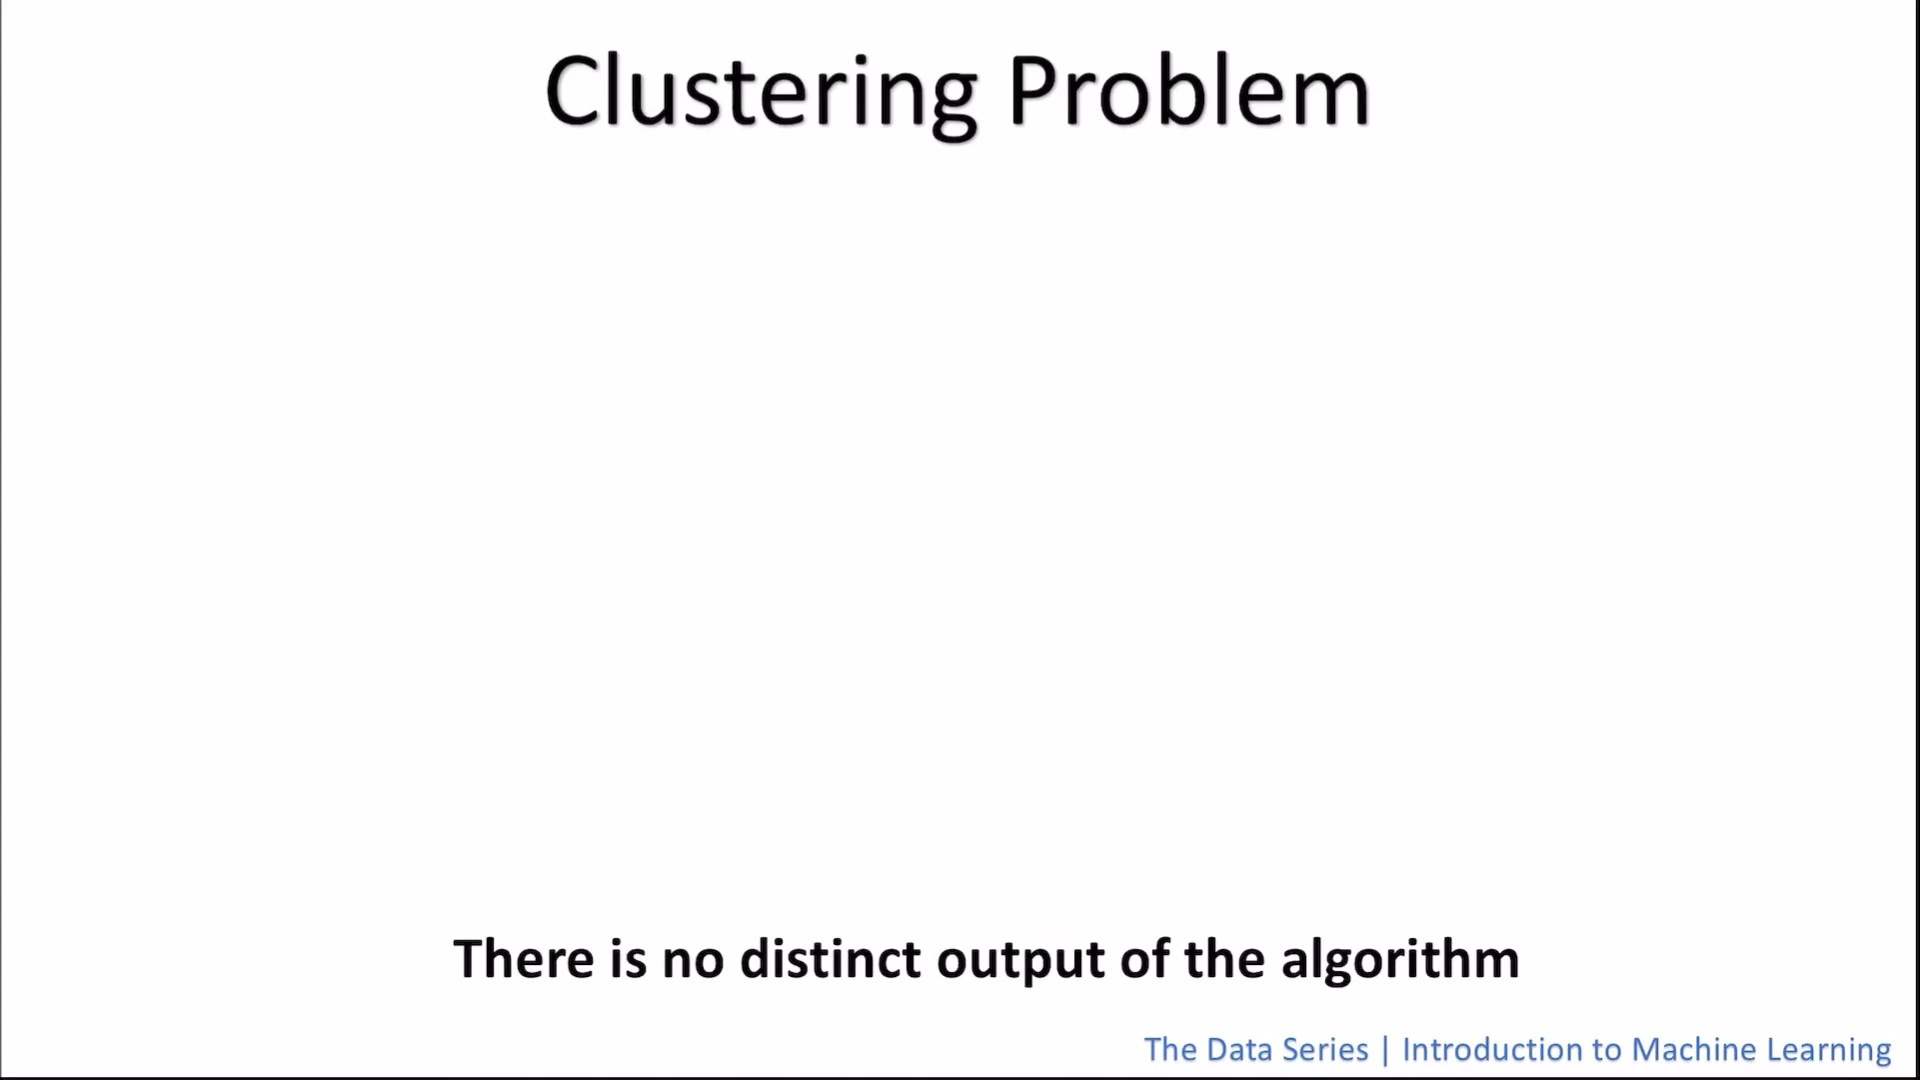 Clustering Problem
There is no distinct output of the algorithm
The Data Series | Introduction to Machine Learning